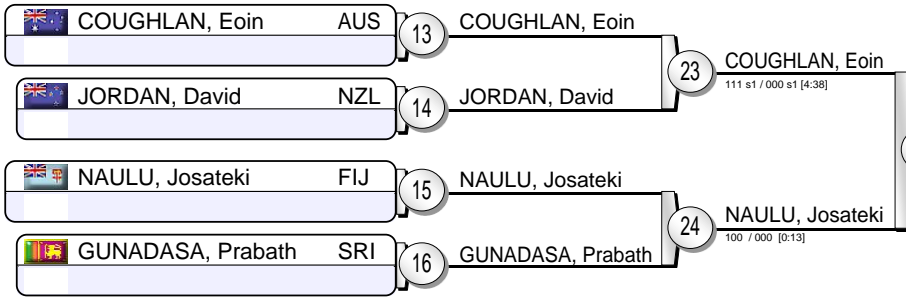 COUGHLAN, Eoin AUS
13
COUGHLAN, Eoin
23
COUGHLAN, Eoin
111 s1 / 000 s1 [4:38]
JORDAN, David NZL
14
JORDAN, David
NAULU, Josateki FIJ
15
NAULU, Josateki
24
NAULU, Josateki
100 / 000 [0:13]
GUNADASA, Prabath SRI
16
GUNADASA, Prabath